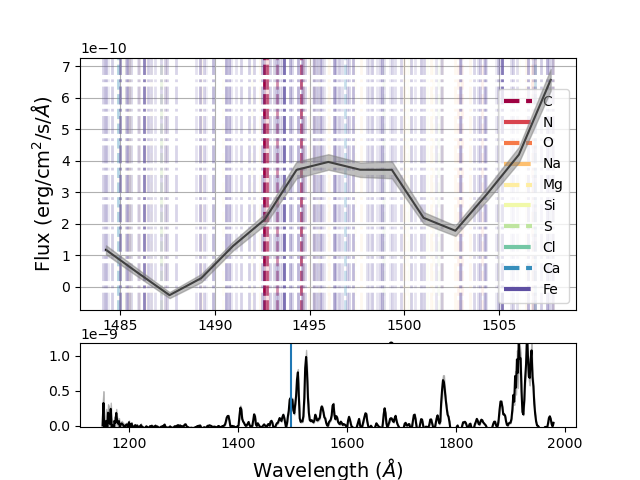 1e−10
7
6
5
4
3
2
1
0
Flux (erg/cm²/s/Å)
C
N
O
Na
Mg
Si
S
Cl
Ca
Fe
1485 1490 1495 1500 1505
1e−9
1.0
0.5
0.0
1200 1400 1600 1800 2000
Wavelength (Å)